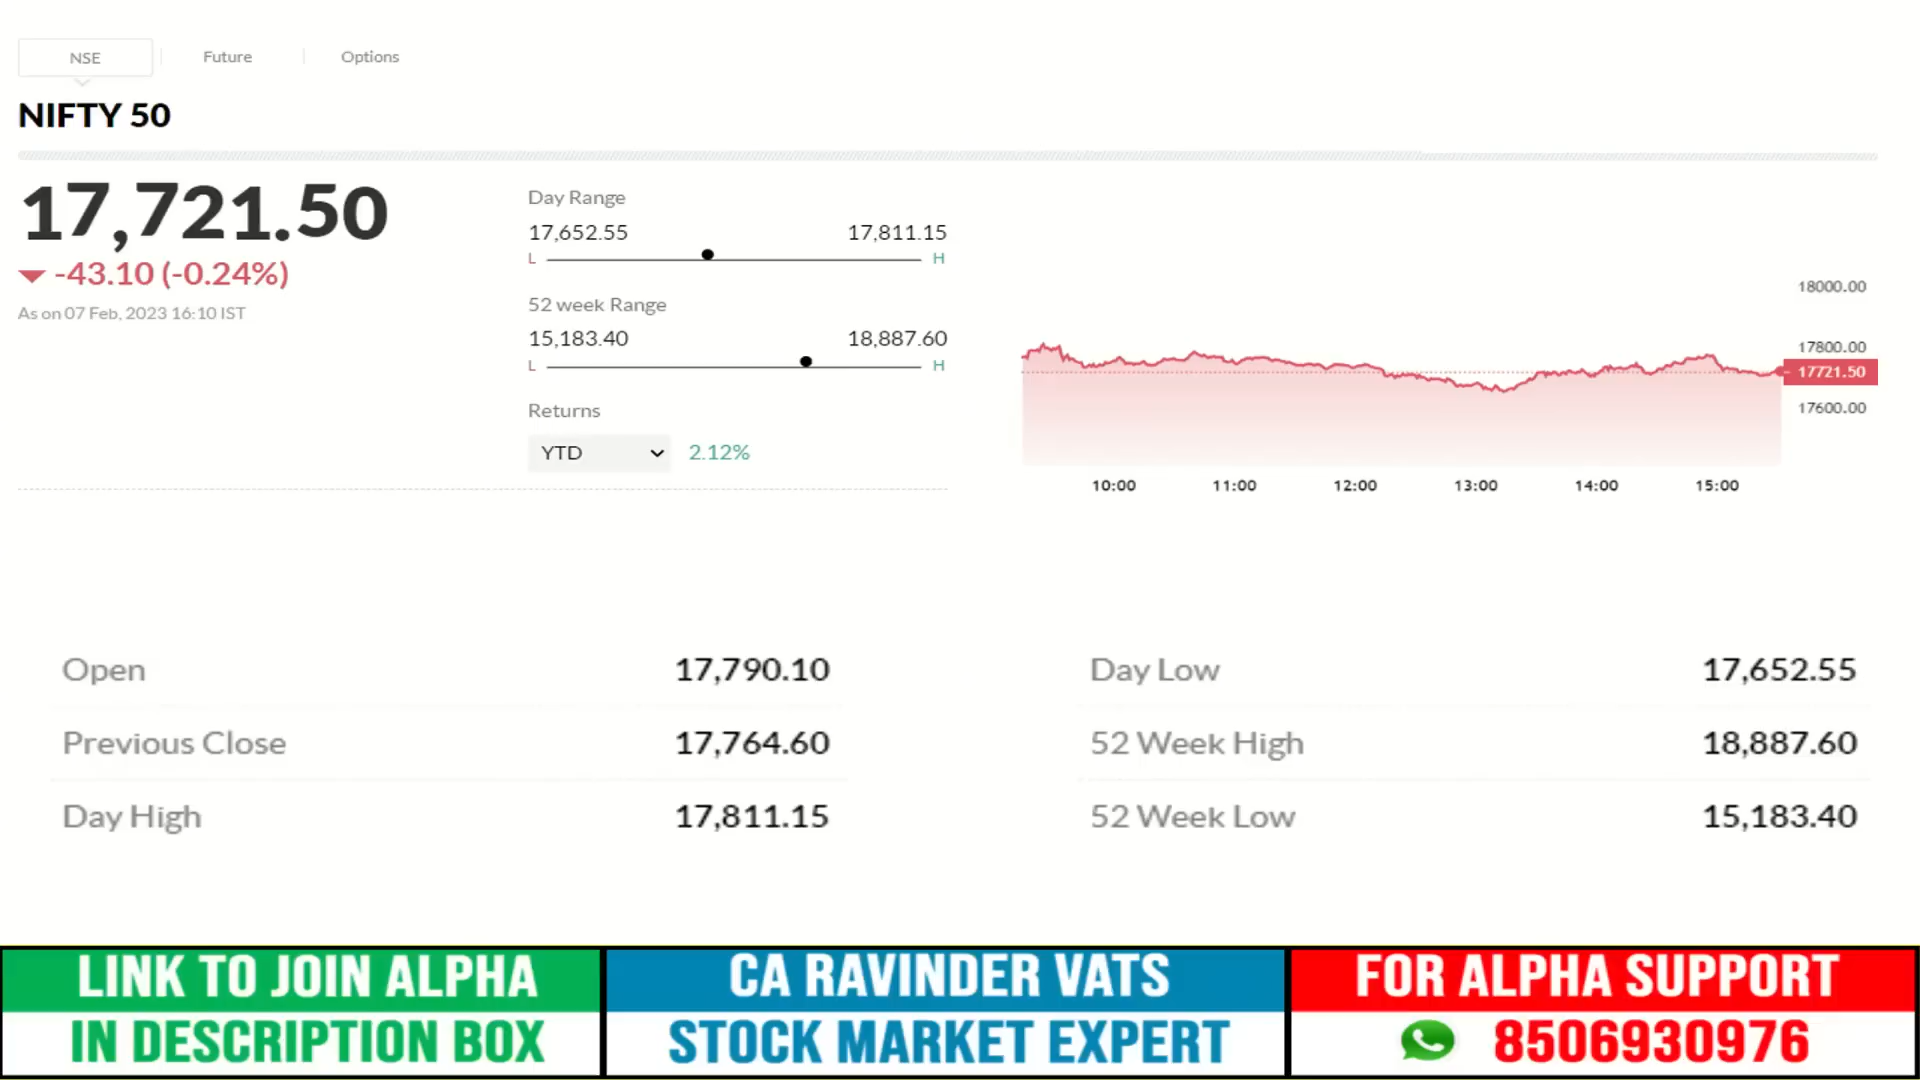 NSE
Future
Options
NIFTY 50
17,721.50
-43.10 (-0.24%)
As on 07 Feb, 2023 16:10 IST
Day Range
17,652.55 17,811.15
L H
52 week Range
15,183.40 18,887.60
L H
Returns
YTD 2.12%
18000.00
17800.00
17721.50
17600.00
10:00 11:00 12:00 13:00 14:00 15:00
Open 17,790.10
Day Low 17,652.55
Previous Close 17,764.60
52 Week High 18,887.60
Day High 17,811.15
52 Week Low 15,183.40
LINK TO JOIN ALPHA
IN DESCRIPTION BOX
CA RAVINDER VATS
STOCK MARKET EXPERT
FOR ALPHA SUPPORT
8506930976